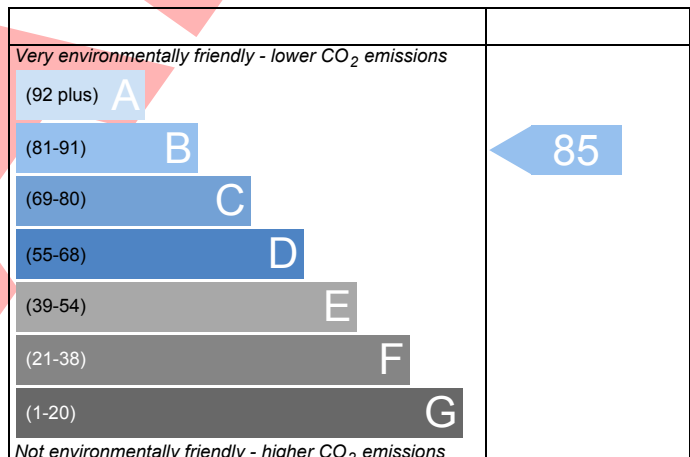 Very environmentally friendly - lower CO2 emissions
(92 plus) A
(81-91) B
85
(69-80) C
(55-68) D
(39-54) E
(21-38) F
(1-20) G
Not environmentally friendly - higher CO2 emissions